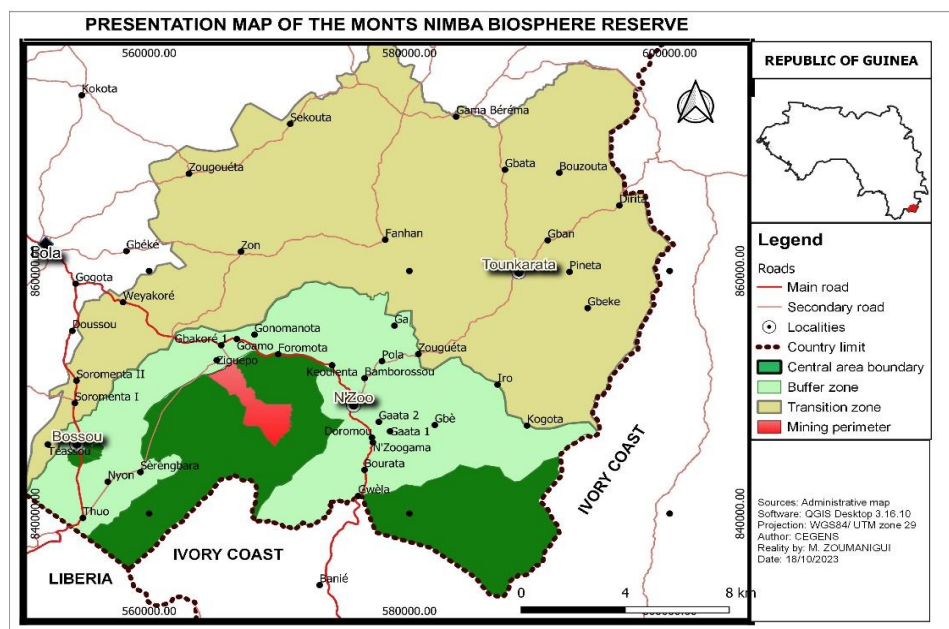 PRESENTATION MAP OF THE MONTS NIMBA BIOSPHERE RESERVE
560000.00
580000.00
600000.00
Kokota
Sekouta
Gama Béréma
Zougouéta
Gbata
Bouzouta
Dinta
Lola
Gbéké
Zon
Fanhan
Gban
Tounkarata
Pineta
860000.00
860000.00
Gogota
Weyakoré
Gbeke
Doussou
Gonomanota
Ga
Gbakoré 1
Goamo
Foromota
Pola
Zouguéta
Ziguepo
Keoulenta
Bamborossou
Soromenta II
Iro
Soromenta I
N'Zoo
Gaata 2
Gbè
Kogota
Bossou
Doromou
Gaata 1
Teassou
N'Zoogama
Serengbara
Gourata
Nyon
Gwèla
840000.00
840000.00
Thuo
IVORY COAST
IVORY COAST
LIBERIA
Banié
0 4 8 km
560000.00
580000.00
600000.00
REPUBLIC OF GUINEA
Legend
Roads
Main road
Secondary road
Localities
Country limit
Central area boundary
Buffer zone
Transition zone
Mining perimeter
Sources: Administrative map
Software: QGIS Desktop 3.16.10
Projection: WGS84/ UTM zone 29
Author: CEGENS
Reality by: M. ZOUMANIGUI
Date: 18/10/2023